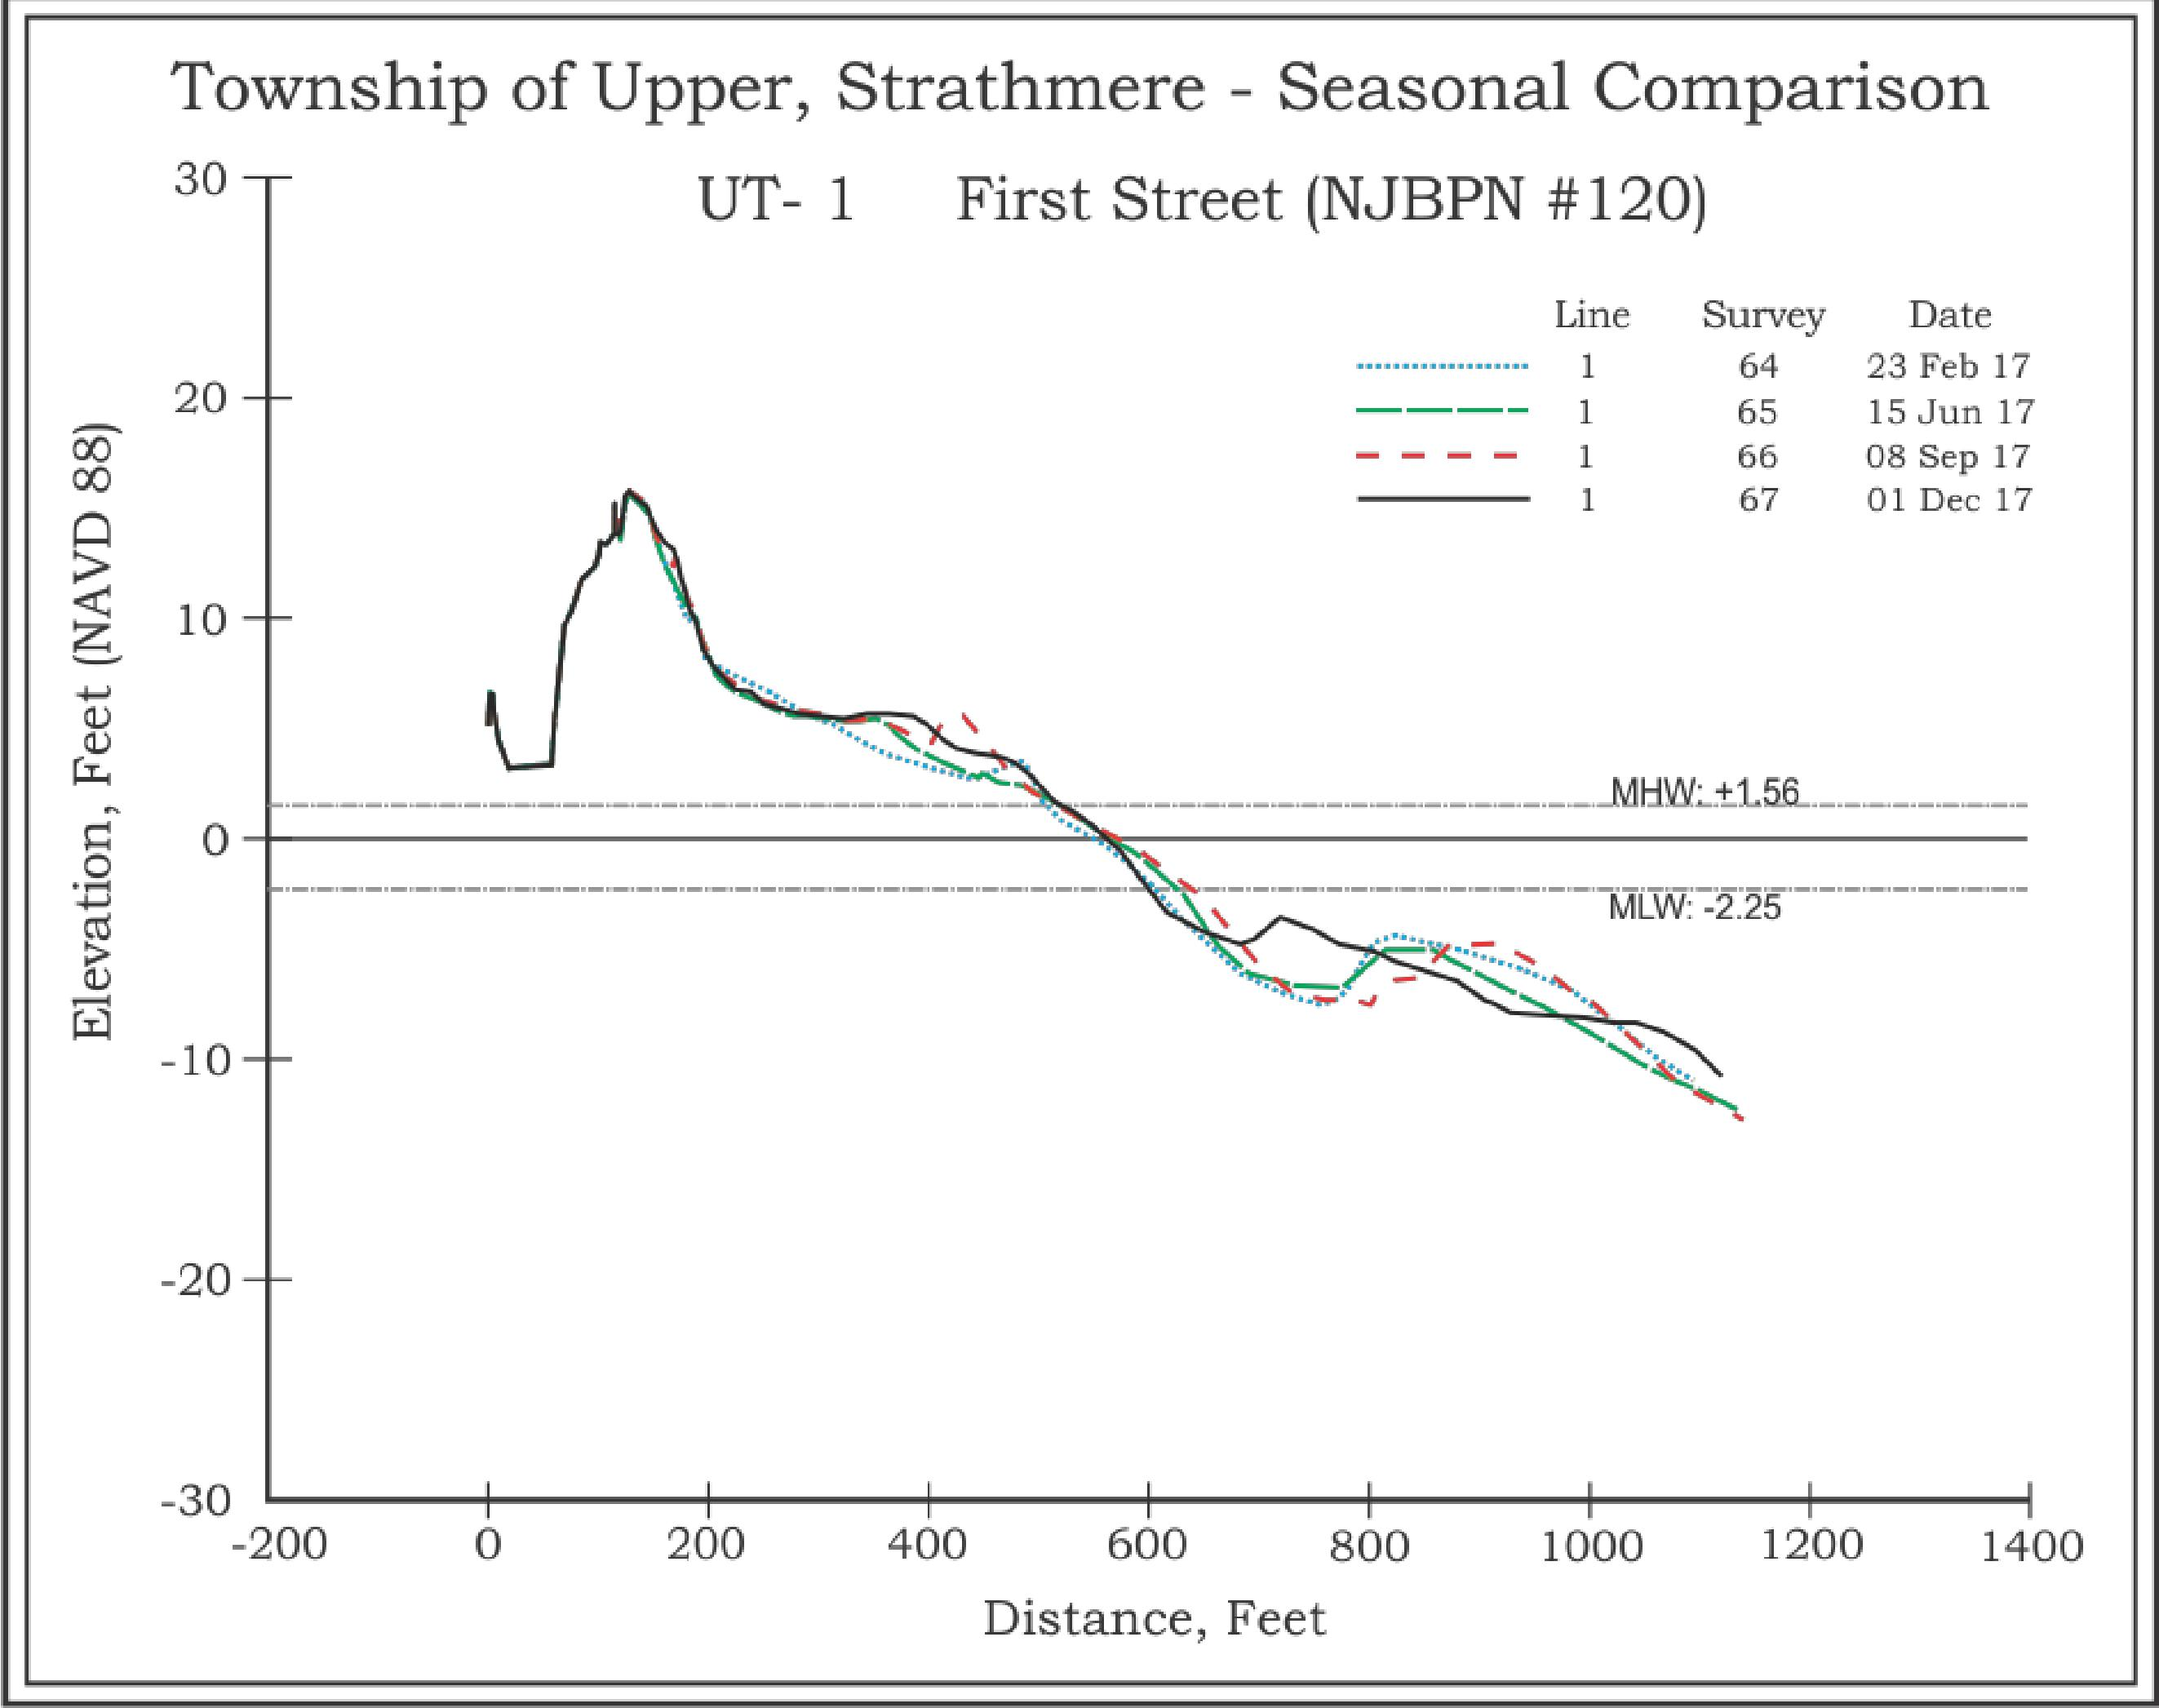 Township of Upper, Strathmere - Seasonal Comparison
UT- 1 First Street (NJBPN #120)
Line Survey Date
1 64 23 Feb 17
1 65 15 Jun 17
1 66 08 Sep 17
1 67 01 Dec 17
Elevation, Feet (NAVD 88)
30
20
10
0
-10
-20
-30
MHW: +1.56
MLW: -2.25
-200 0 200 400 600 800 1000 1200 1400
Distance, Feet